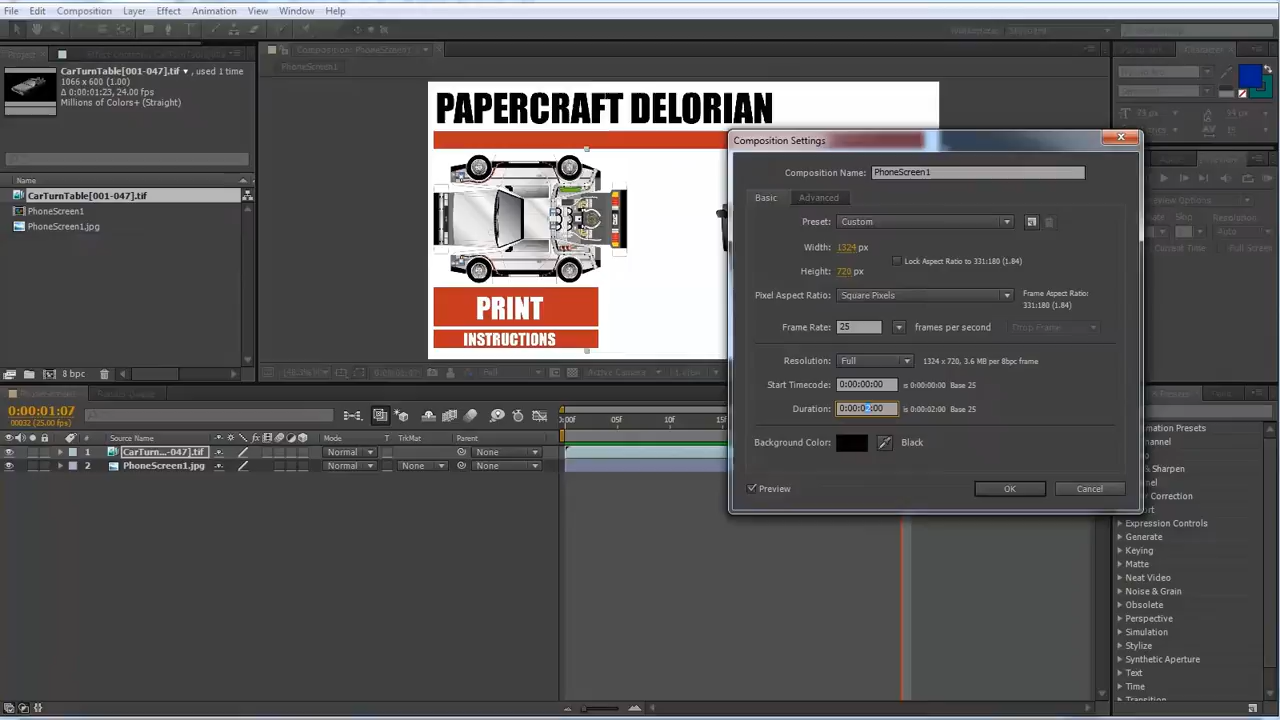 File Edit Composition Layer Effect Animation View Window Help
Project
Composition: PhoneScreen1
CarTurnTable[001-047].tif ▼ , used 1 time
1066 x 600 (1.00)
Δ 0:00:01:23, 24.00 fps
Millions of Colors+ (Straight)
PhoneScreen1
PAPERCRAFT DELORIAN
PRINT
INSTRUCTIONS
Name
CarTurnTable[001-047].tif
PhoneScreen1
PhoneScreen1.jpg
8 bpc
Composition Settings
Composition Name: PhoneScreen1
Basic Advanced
Preset: Custom
Width: 1324 px
Lock Aspect Ratio to 331:180 (1.84)
Height: 720 px
Pixel Aspect Ratio: Square Pixels
Frame Aspect Ratio:
331:180 (1.84)
Frame Rate: 25 frames per second Drop Frame
Resolution: Full 1324 x 720, 3.6 MB per 8bpc frame
Start Timecode: 0:00:00:00 is 0:00:00:00 Base 25
Duration: 0:00:02:00 is 0:00:02:00 Base 25
Background Color: Black
Preview OK Cancel
0:00:01:07
00032 (25.00 fps)
:00f 05f 10f 15f
# Source Name Mode T TrkMat Parent
1 [CarTurn...-047].tif Normal None
2 PhoneScreen1.jpg Normal None None
Animation Presets
Expression Controls
Generate
Keying
Matte
Neat Video
Noise & Grain
Obsolete
Perspective
Simulation
Stylize
Synthetic Aperture
Text
Time
Transition